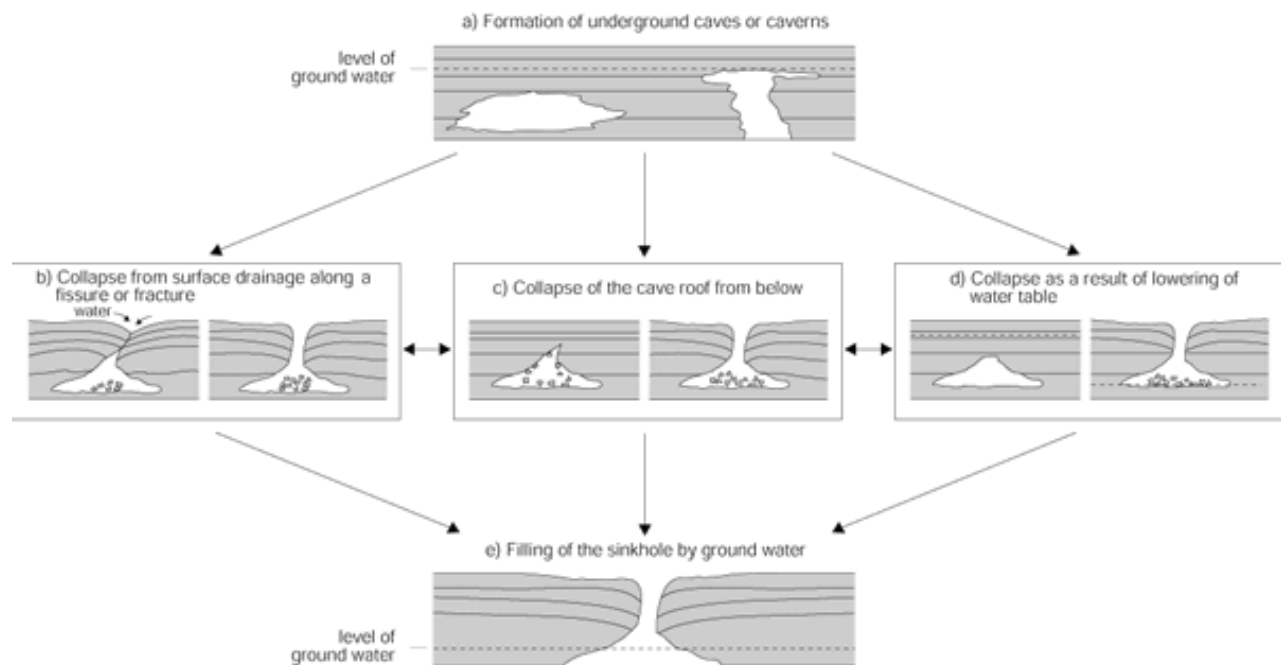 a) Formation of underground caves or caverns
level of
ground water
b) Collapse from surface drainage along a
fissure or fracture
water
c) Collapse of the cave roof from below
d) Collapse as a result of lowering of
water table
e) Filling of the sinkhole by ground water
level of
ground water